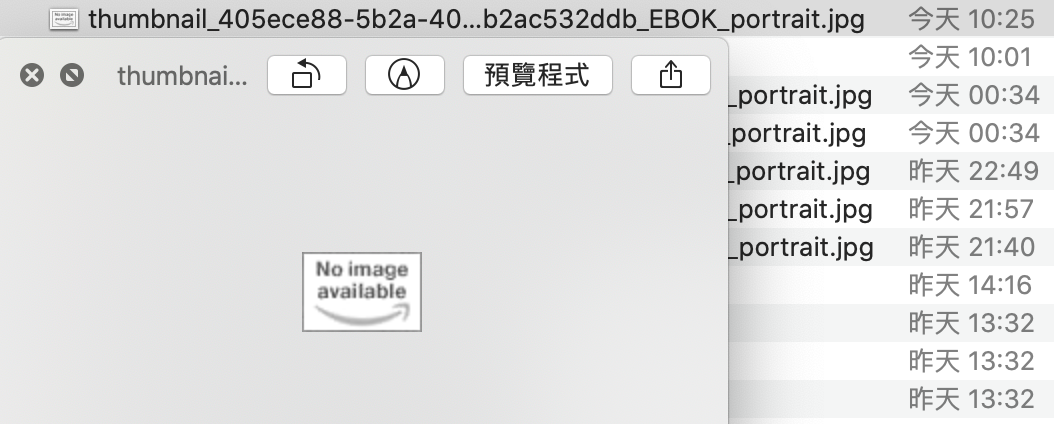 thumbnail_405ece88-5b2a-40...b2ac532ddb_EBOK_portrait.jpg 今天 10:25
今天 10:01
thumbnai... 預覽程式
_portrait.jpg 今天 00:34
_portrait.jpg 今天 00:34
_portrait.jpg 昨天 22:49
_portrait.jpg 昨天 21:57
_portrait.jpg 昨天 21:40
No image
available
昨天 14:16
昨天 13:32
昨天 13:32
昨天 13:32